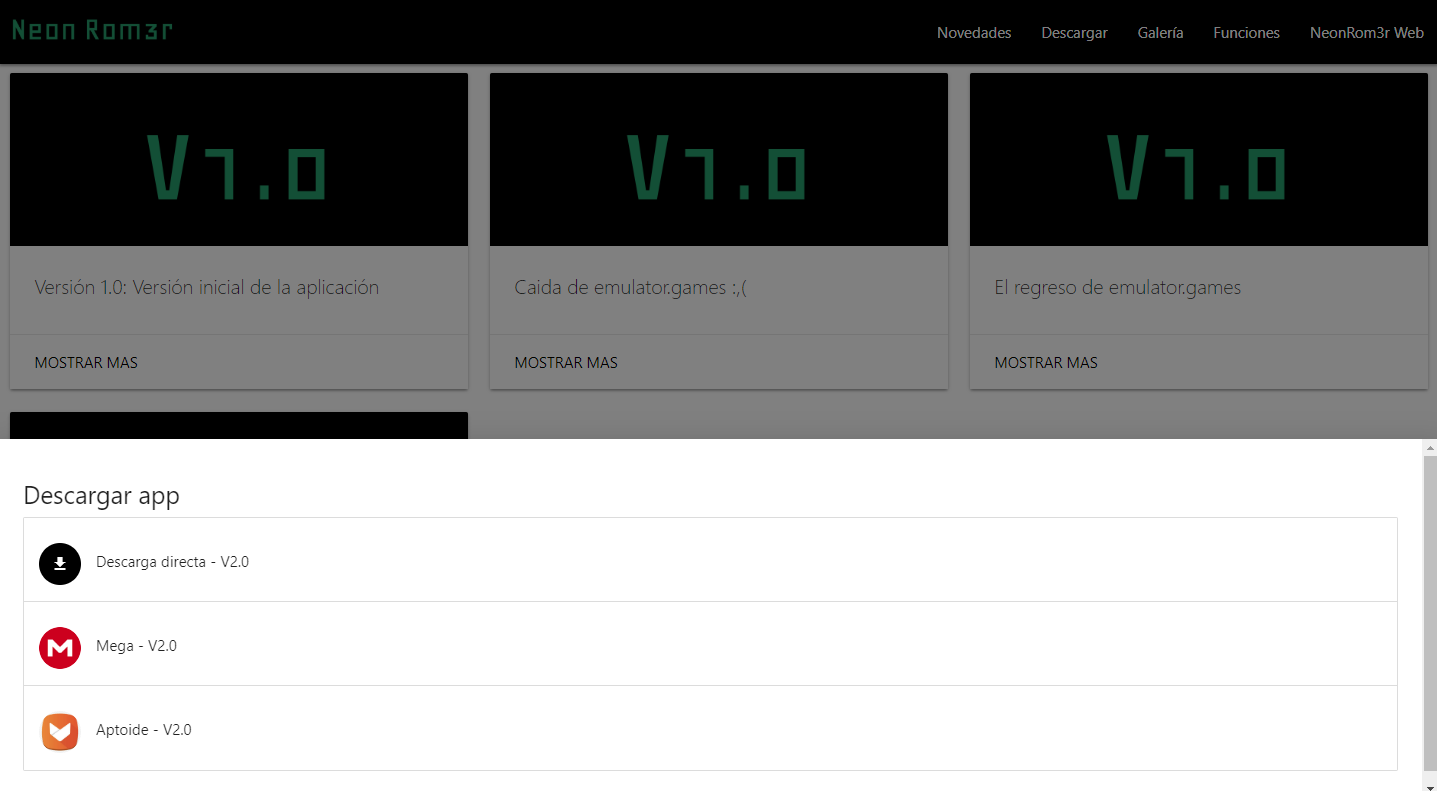 Neon Rom3r
Novedades Descargar Galería Funciones NeonRom3r Web
V1.0 V1.0 V1.0
Versión 1.0: Versión inicial de la aplicación
MOSTRAR MAS
Caida de emulator.games :,(
MOSTRAR MAS
El regreso de emulator.games
MOSTRAR MAS
Descargar app
Descarga directa - V2.0
Mega - V2.0
Aptoide - V2.0